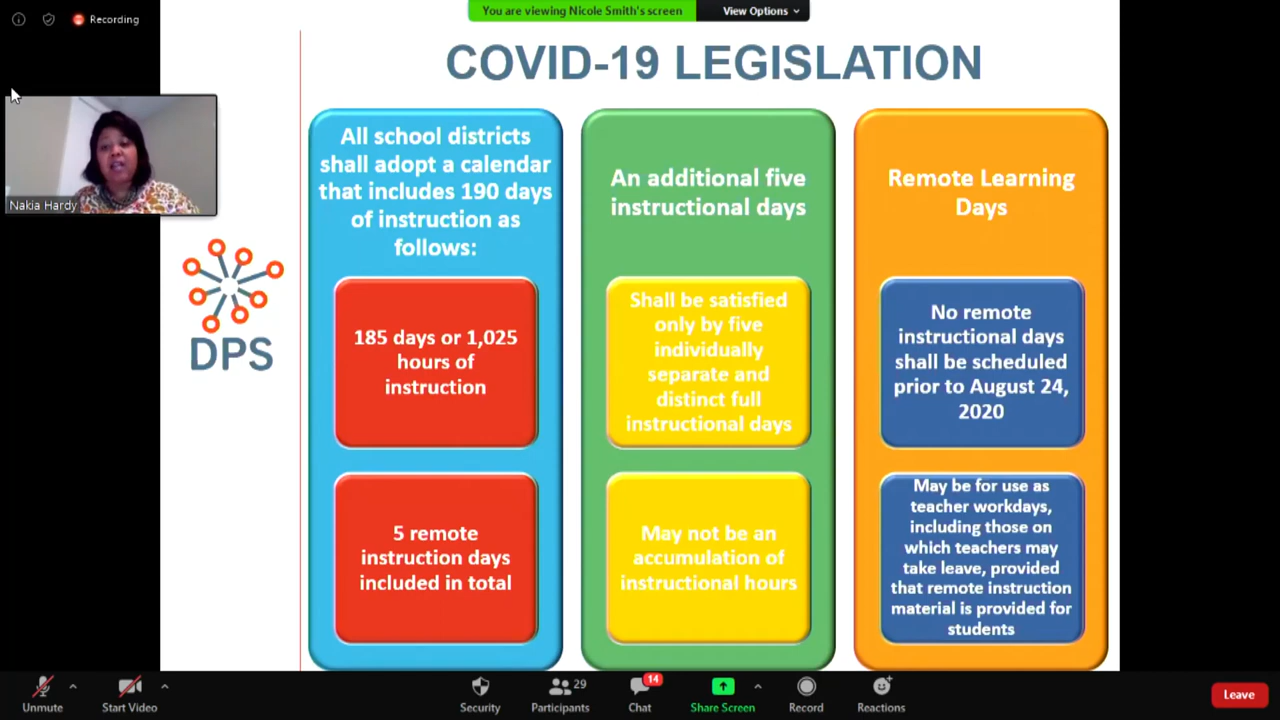 Recording
You are viewing Nicole Smith's screen
View Options
COVID-19 LEGISLATION
Nakia Hardy
DPS
All school districts
shall adopt a calendar
that includes 190 days
of instruction as
follows:
185 days or 1,025
hours of
instruction
5 remote
instruction days
included in total
An additional five
instructional days
Shall be satisfied
only by five
individually
separate and
distinct full
instructional days
May not be an
accumulation of
instructional hours
Remote Learning
Days
No remote
instructional days
shall be scheduled
prior to August 24,
2020
May be for use as
teacher workdays,
including those on
which teachers may
take leave, provided
that remote instruction
material is provided for
students
Unmute
Start Video
Security
29
Participants
14
Chat
Share Screen
Record
Reactions
Leave